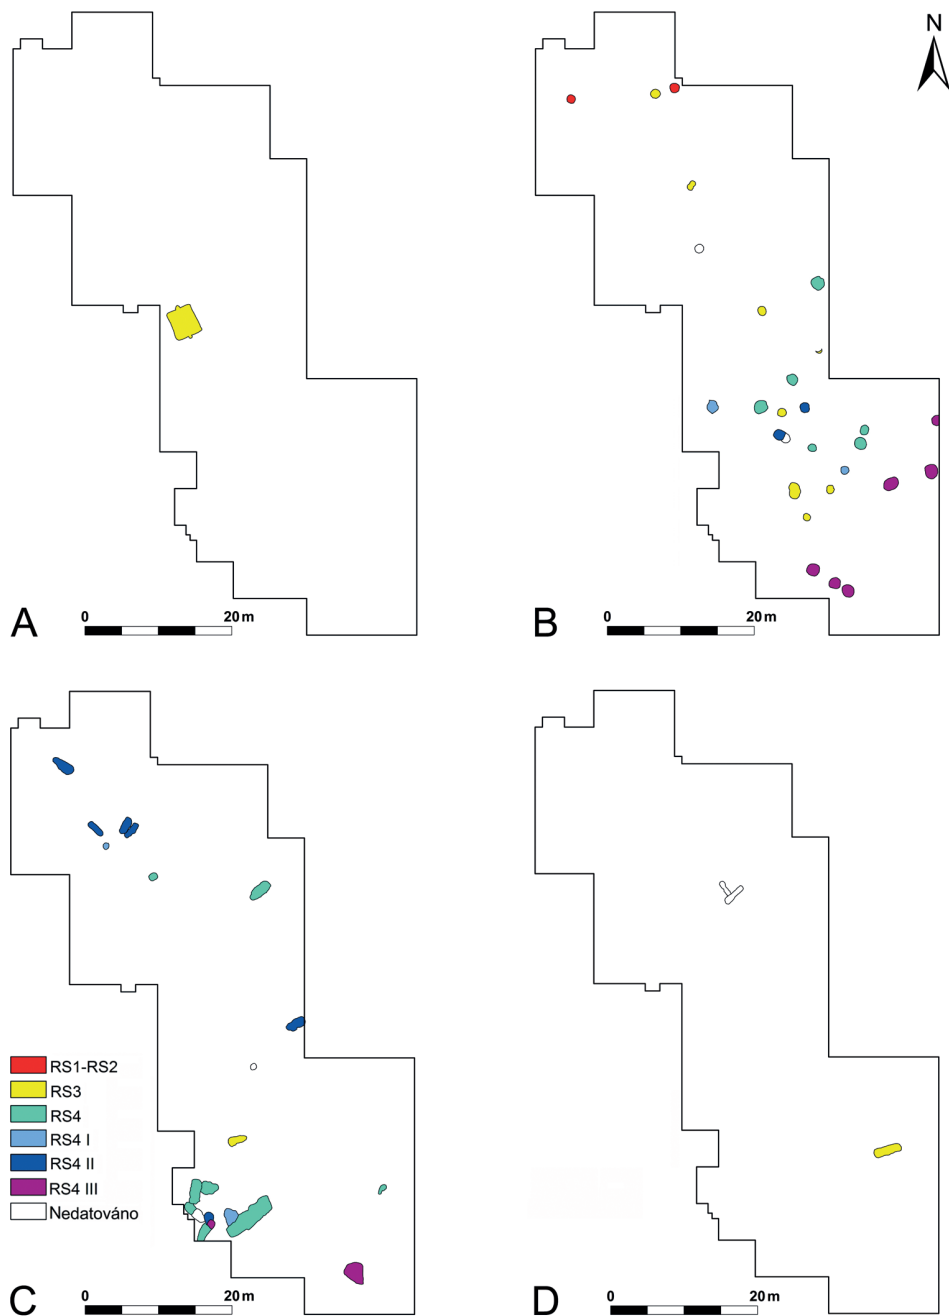 N
A
0 20 m
B
0 20 m
RS1-RS2
RS3
RS4
RS4 I
RS4 II
RS4 III
Nedatováno
C
0 20 m
D
0 20 m